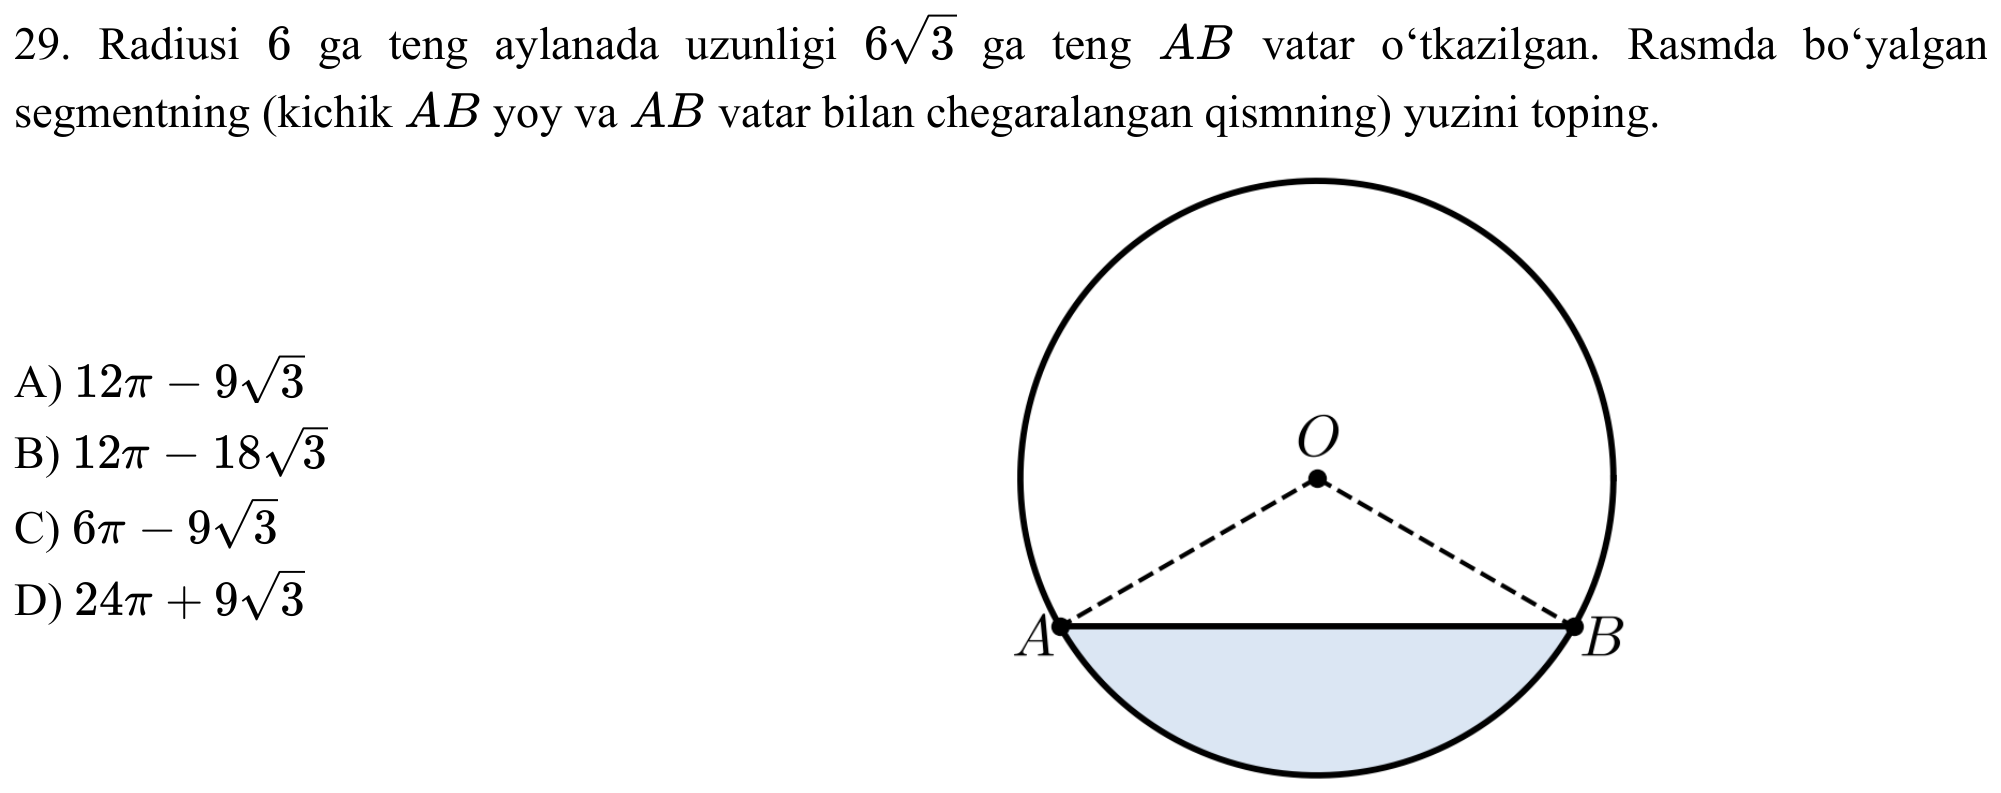 29. Radiusi 6 ga teng aylanada uzunligi 6√3 ga teng AB vatar o‘tkazilgan. Rasmda bo‘yalgan
segmentning (kichik AB yoy va AB vatar bilan chegaralangan qismning) yuzini toping.
A) 12π − 9√3
B) 12π − 18√3
C) 6π − 9√3
D) 24π + 9√3
O
A
B